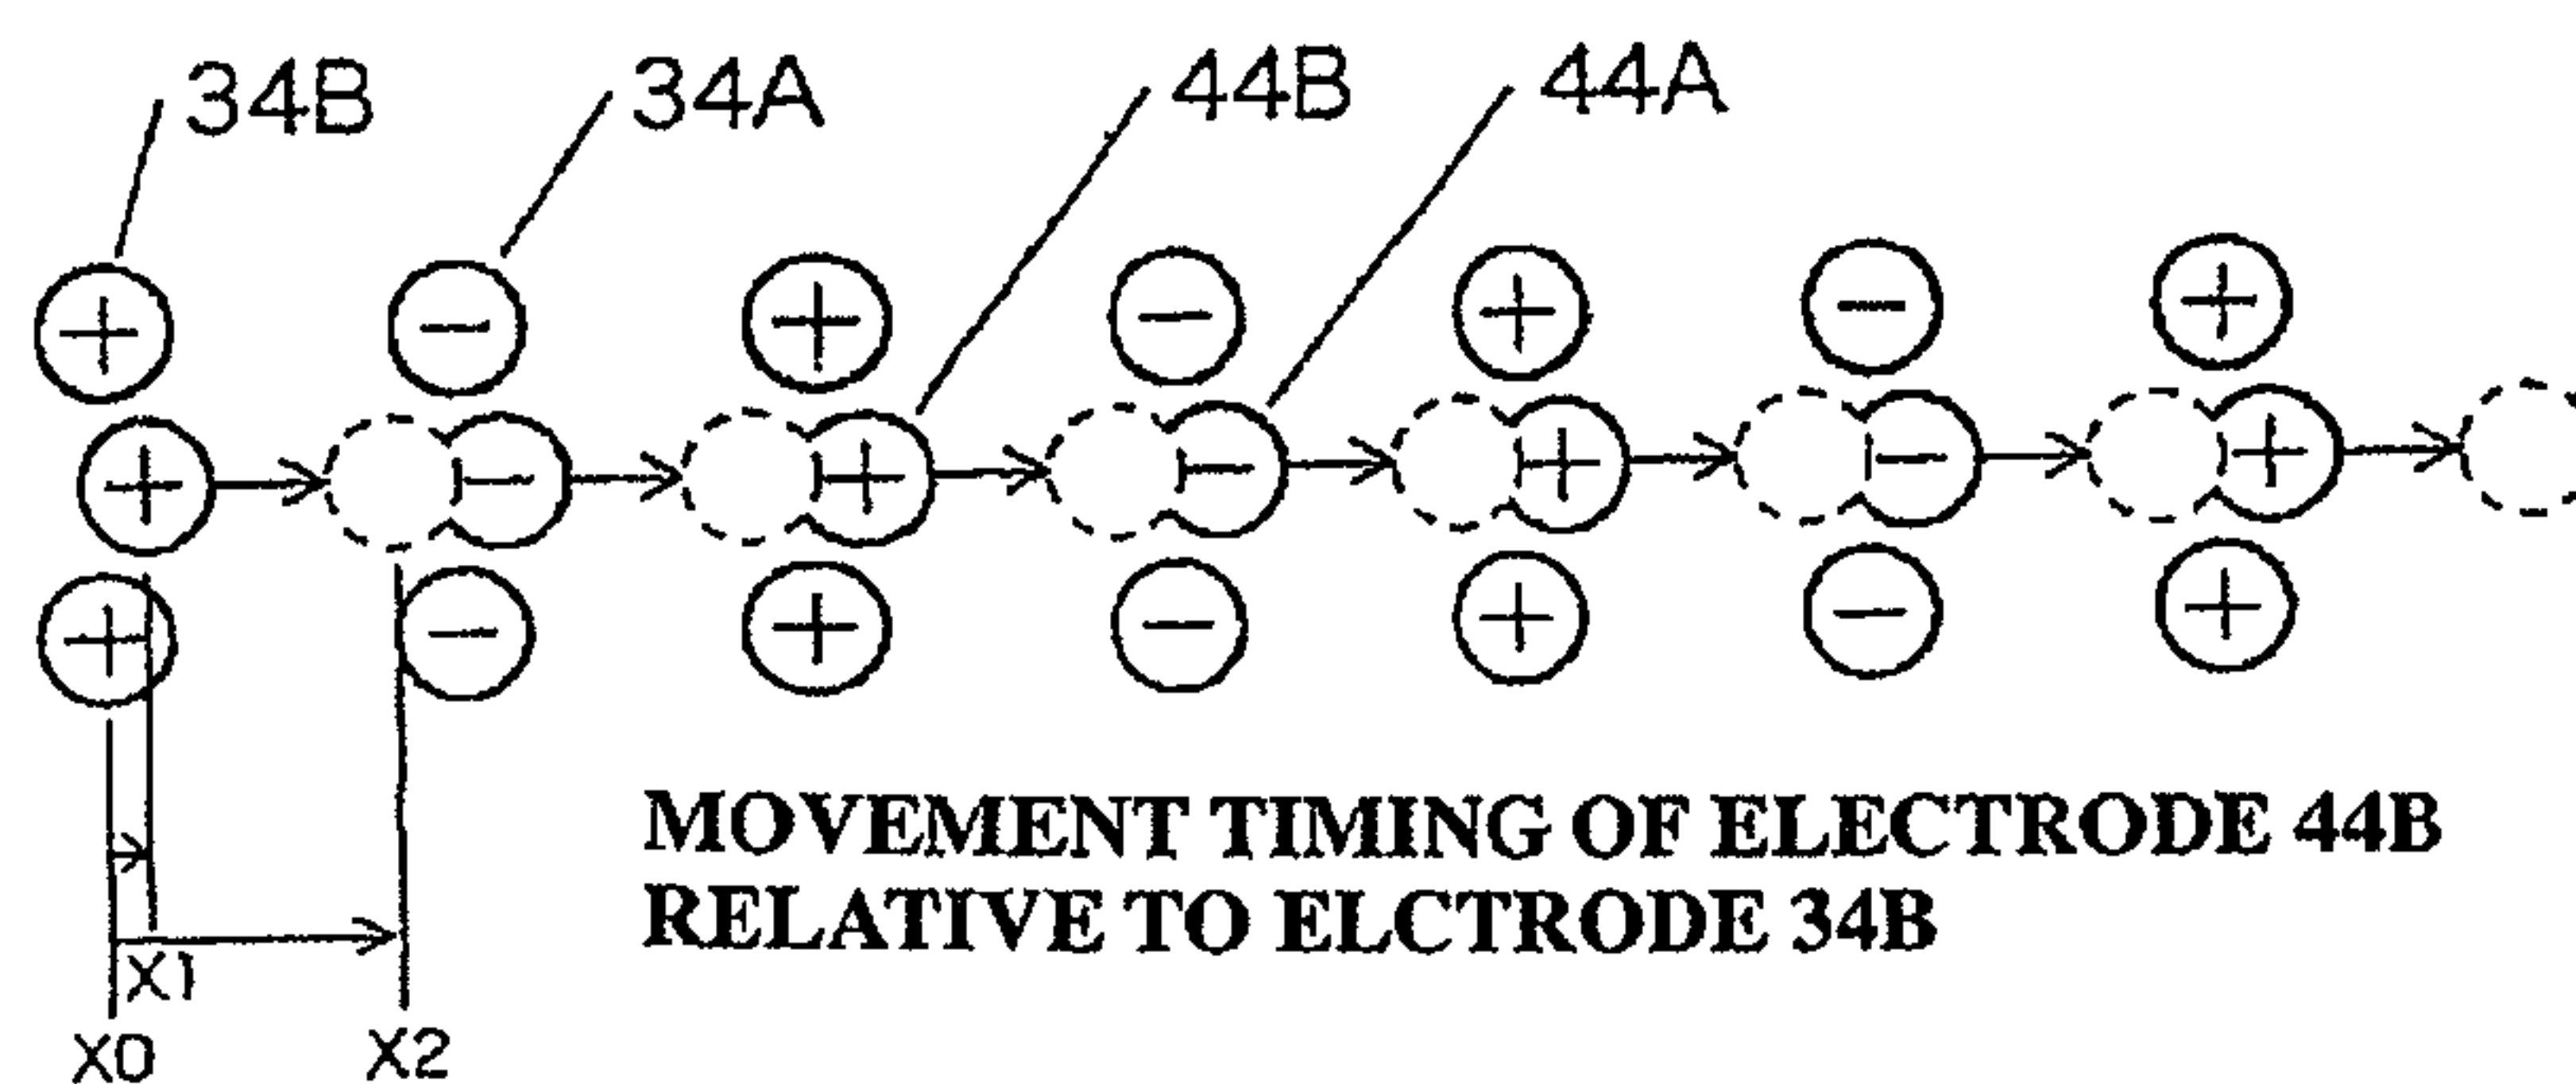 34B 34A 44B 44A
+ - + - + - +
+ - + - + - +
+ - + - + - +
MOVEMENT TIMING OF ELECTRODE 44B
RELATIVE TO ELCTRODE 34B
X1
X0 X2